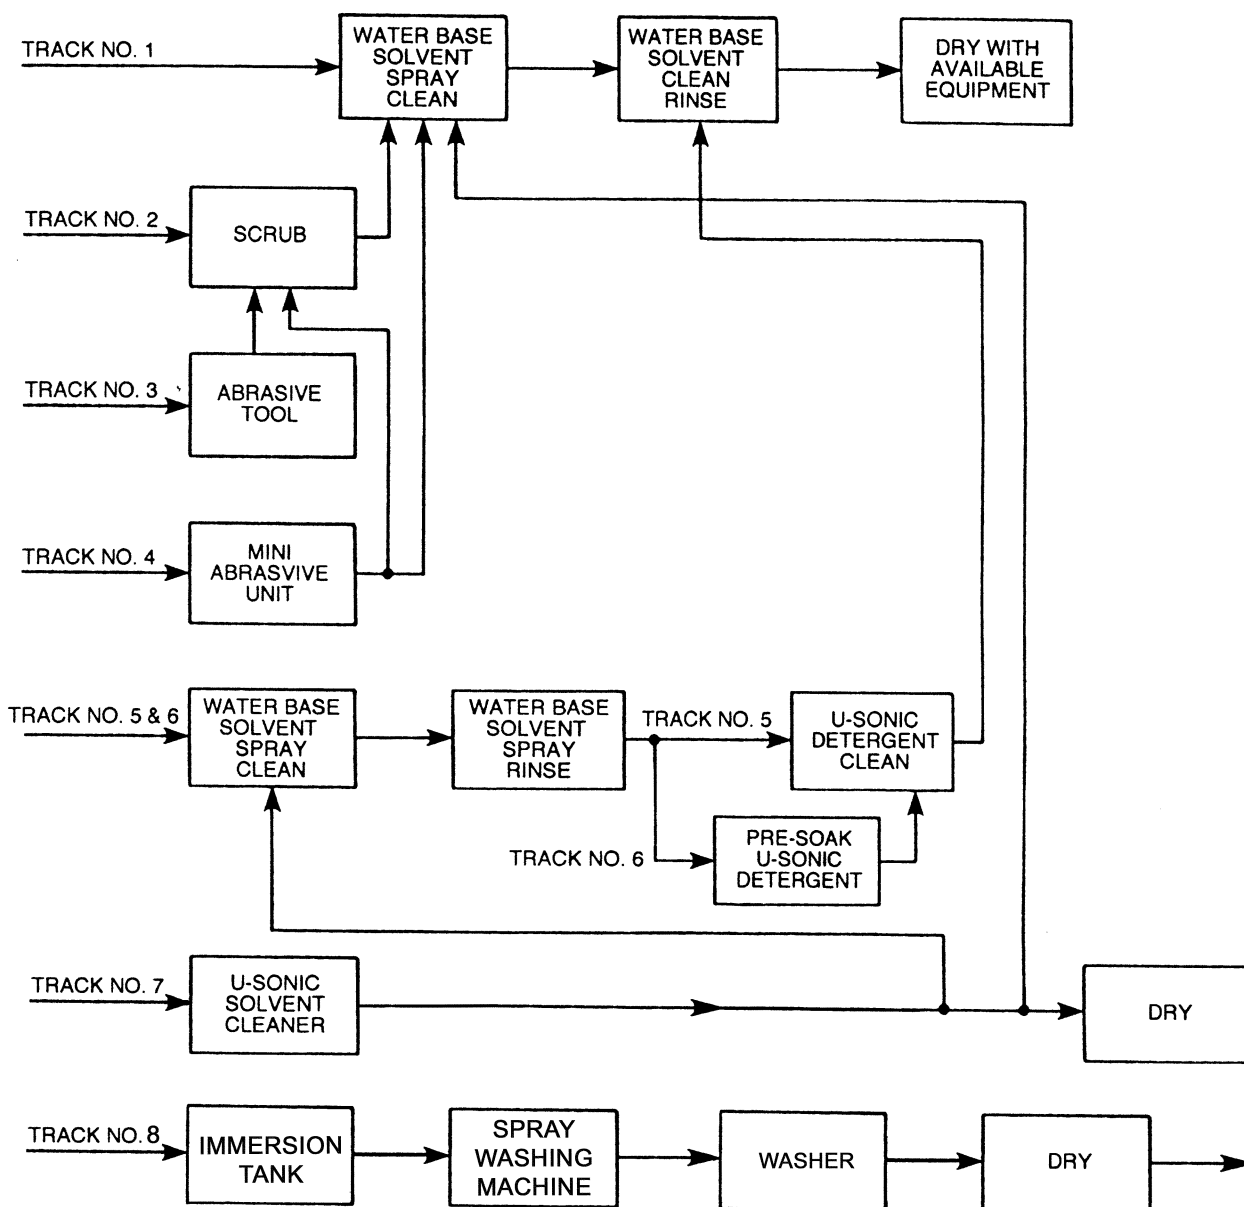 TRACK NO. 1
WATER BASE
SOLVENT
SPRAY
CLEAN
WATER BASE
SOLVENT
CLEAN
RINSE
DRY WITH
AVAILABLE
EQUIPMENT
TRACK NO. 2
SCRUB
TRACK NO. 3
ABRASIVE
TOOL
TRACK NO. 4
MINI
ABRASVIVE
UNIT
TRACK NO. 5 & 6
WATER BASE
SOLVENT
SPRAY
CLEAN
WATER BASE
SOLVENT
SPRAY
RINSE
TRACK NO. 5
U-SONIC
DETERGENT
CLEAN
TRACK NO. 6
PRE-SOAK
U-SONIC
DETERGENT
TRACK NO. 7
U-SONIC
SOLVENT
CLEANER
DRY
TRACK NO. 8
IMMERSION
TANK
SPRAY
WASHING
MACHINE
WASHER
DRY